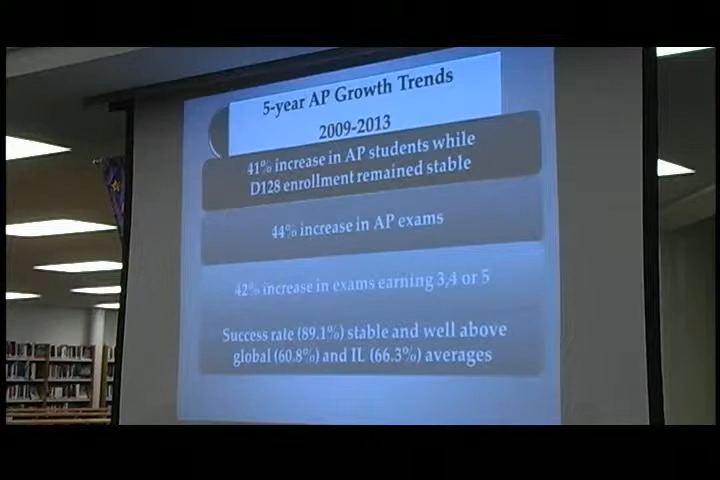 5-year AP Growth Trends
2009-2013
41% increase in AP students while
D128 enrollment remained stable
44% increase in AP exams
42% increase in exams earning 3,4 or 5
Success rate (89.1%) stable and well above
global (60.8%) and IL (66.3%) averages